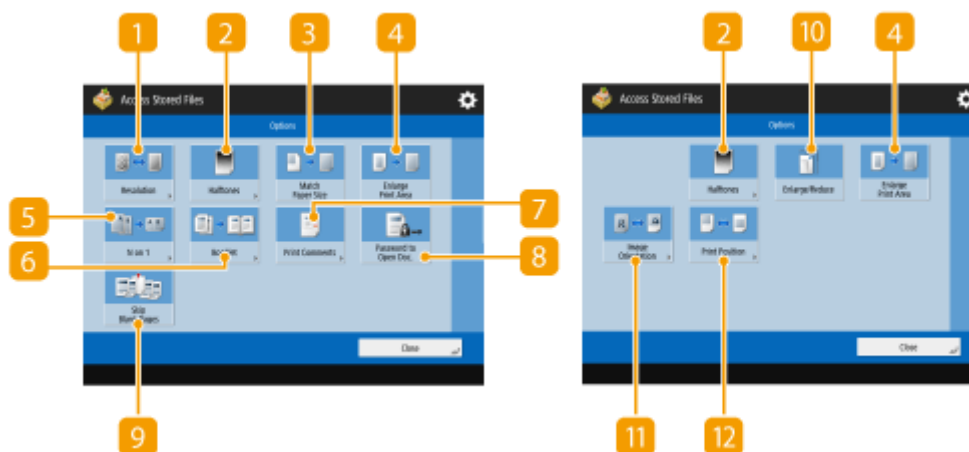 1 2 3 4
Access Stored Files
Options
Resolution
Halftones
Match
Paper Size
Enlarge
Print Area
5
N on 1
Booklet
Print Comments
Password to
Open Doc.
6
7
8
Skip
Blank Pages
Close
9
2 10 4
Access Stored Files
Options
Halftones
Enlarge/Reduce
Enlarge
Print Area
Image
Orientation
Print Position
Close
11 12